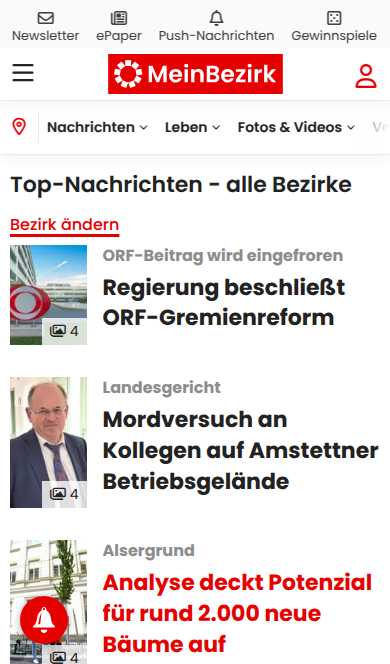 Newsletter
ePaper
Push-Nachrichten
Gewinnspiele
MeinBezirk
Nachrichten
Leben
Fotos & Videos
Top-Nachrichten - alle Bezirke
Bezirk ändern
ORF-Beitrag wird eingefroren
Regierung beschließt
ORF-Gremienreform
4
Landesgericht
Mordversuch an
Kollegen auf Amstettner
Betriebsgelände
4
Alsergrund
Analyse deckt Potenzial
für rund 2.000 neue
Bäume auf
4